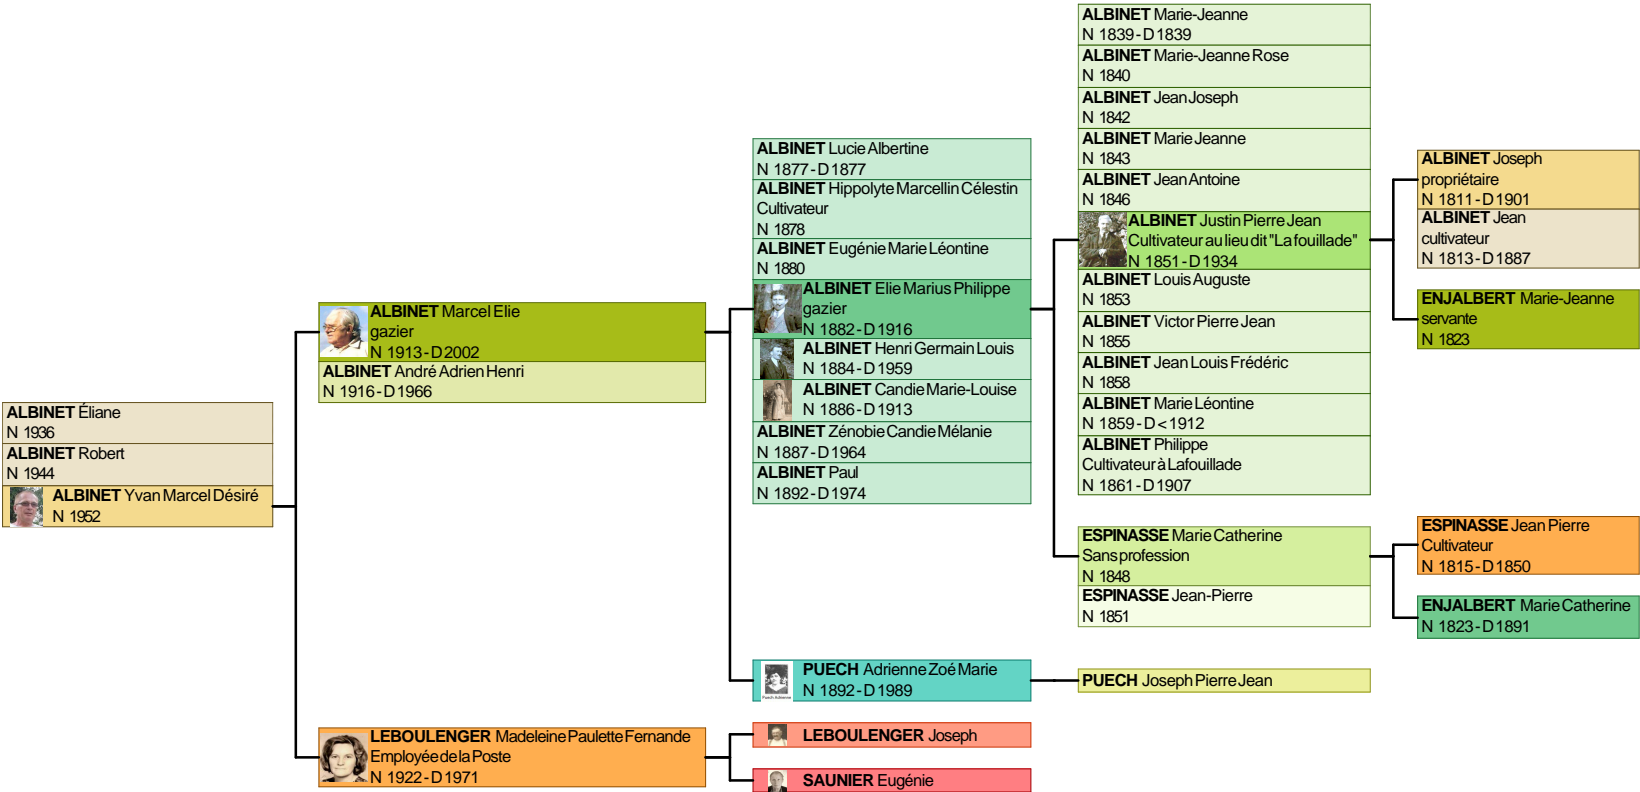 ALBINET Éliane
N 1936
ALBINET Robert
N 1944
ALBINET Yvan Marcel Désiré
N 1952
ALBINET Marcel Elie
gazier
N 1913 - D 2002
ALBINET André Adrien Henri
N 1916 - D 1966
LEBOULENGER Madeleine Paulette Fernande
Employée de la Poste
N 1922 - D 1971
ALBINET Lucie Albertine
N 1877 - D 1877
ALBINET Hippolyte Marcellin Célestin
Cultivateur
N 1878
ALBINET Eugénie Marie Léontine
N 1880
ALBINET Elie Marius Philippe
gazier
N 1882 - D 1916
ALBINET Henri Germain Louis
N 1884 - D 1959
ALBINET Candie Marie-Louise
N 1886 - D 1913
ALBINET Zénobie Candie Mélanie
N 1887 - D 1964
ALBINET Paul
N 1892 - D 1974
PUECH Adrienne Zoé Marie
N 1892 - D 1989
LEBOULENGER Joseph
SAUNIER Eugénie
ALBINET Marie-Jeanne
N 1839 - D 1839
ALBINET Marie-Jeanne Rose
N 1840
ALBINET Jean Joseph
N 1842
ALBINET Marie Jeanne
N 1843
ALBINET Jean Antoine
N 1846
ALBINET Justin Pierre Jean
Cultivateur au lieu dit "La fouillade"
N 1851 - D 1934
ALBINET Louis Auguste
N 1853
ALBINET Victor Pierre Jean
N 1855
ALBINET Jean Louis Frédéric
N 1858
ALBINET Marie Léontine
N 1859 - D < 1912
ALBINET Philippe
Cultivateur à Lafouillade
N 1861 - D 1907
ESPINASSE Marie Catherine
Sans profession
N 1848
ESPINASSE Jean-Pierre
N 1851
PUECH Joseph Pierre Jean
ALBINET Joseph
propriétaire
N 1811 - D 1901
ALBINET Jean
cultivateur
N 1813 - D 1887
ENJALBERT Marie-Jeanne
servante
N 1823
ESPINASSE Jean Pierre
Cultivateur
N 1815 - D 1850
ENJALBERT Marie Catherine
N 1823 - D 1891